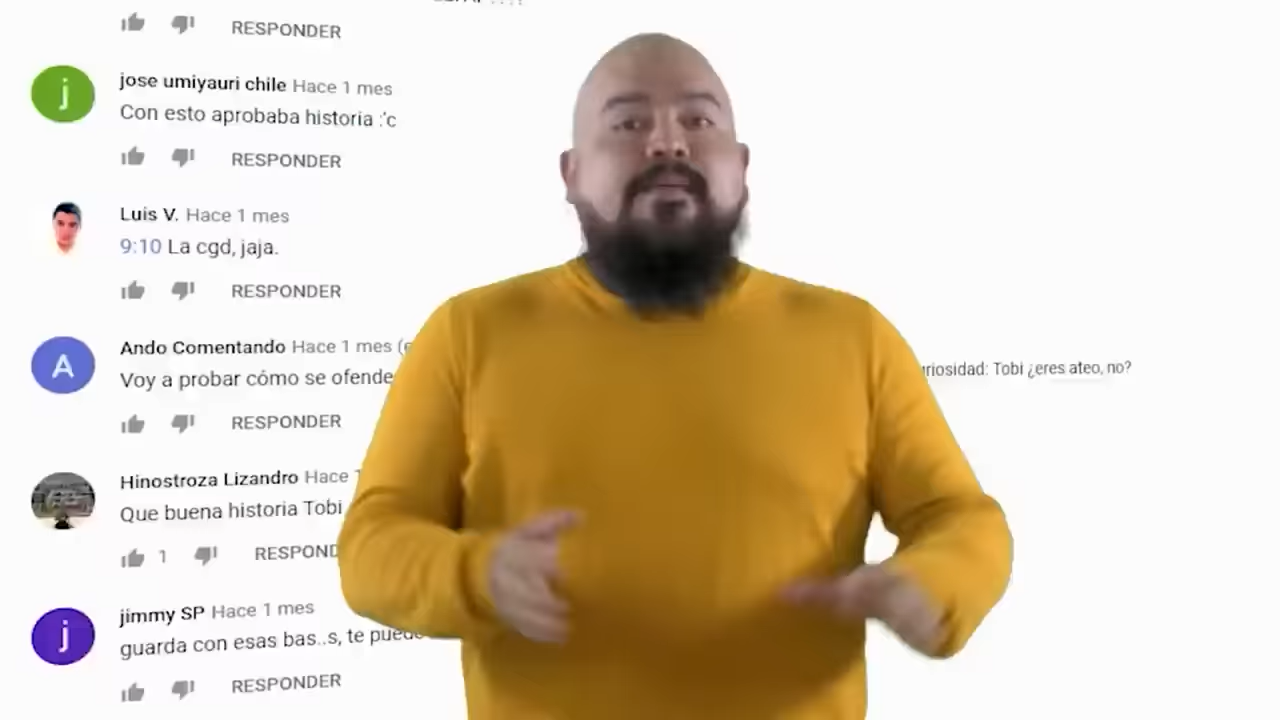 RESPONDER
jose umiyauri chile Hace 1 mes
Con esto aprobaba historia :'c
RESPONDER
Luis V. Hace 1 mes
9:10 La cgd, jaja.
RESPONDER
Ando Comentando Hace 1 mes (e
Voy a probar cómo se ofende
riosidad: Tobi ¿eres ateo, no?
RESPONDER
Hinostroza Lizandro Hace 1
Que buena historia Tobi
1 RESPOND
jimmy SP Hace 1 mes
guarda con esas bas..s, te puede
RESPONDER